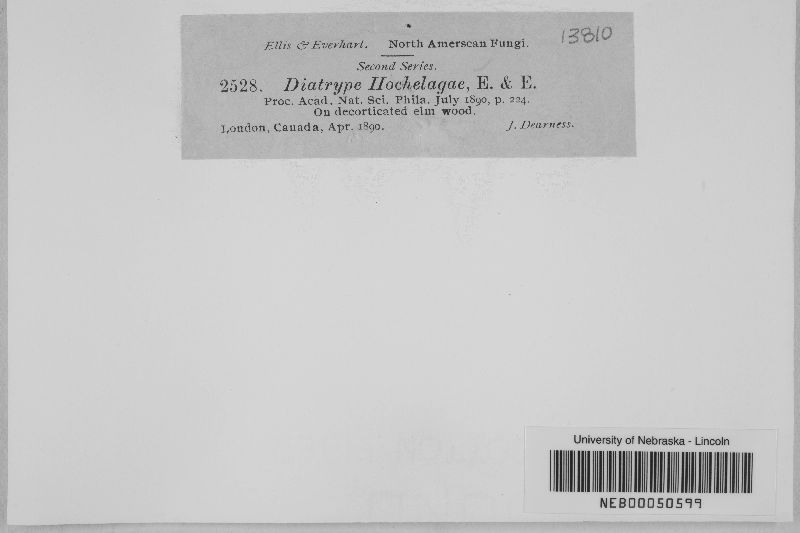 Ellis & Everhart. North Amerscan Fungi. 13810
Second Series.
2528. Diatrype Hochelagae, E. & E.
Proc. Acad. Nat. Sci. Phila. July 1890, p. 224.
On decorticated elm wood.
London, Canada, Apr. 1890. J. Dearness.
University of Nebraska - Lincoln
NEB00050599